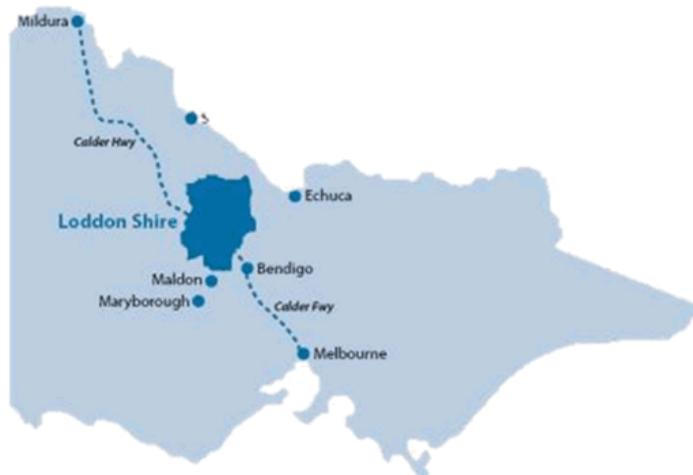 Mildura
Calder Hwy
Echuca
Loddon Shire
Bendigo
Maldon
Maryborough
Calder Fwy
Melbourne